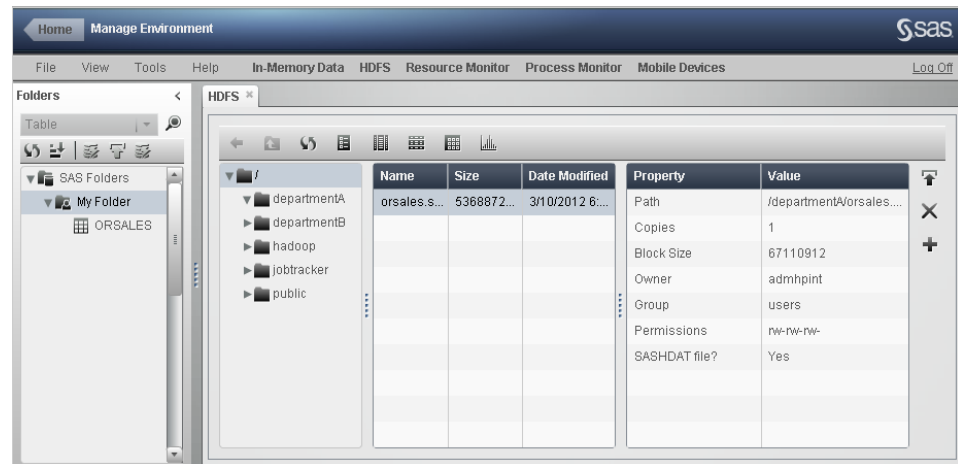 Home Manage Environment sas
File View Tools Help In-Memory Data HDFS Resource Monitor Process Monitor Mobile Devices Log Off
Folders
HDFS
Table
SAS Folders
My Folder
ORSALES
/
departmentA
departmentB
hadoop
jobtracker
public
Name Size Date Modified
orsales.s... 5368872... 3/10/2012 6:...
Property Value
Path /departmentA/orsales....
Copies 1
Block Size 67110912
Owner admhpint
Group users
Permissions rw-rw-rw-
SASHDAT file? Yes